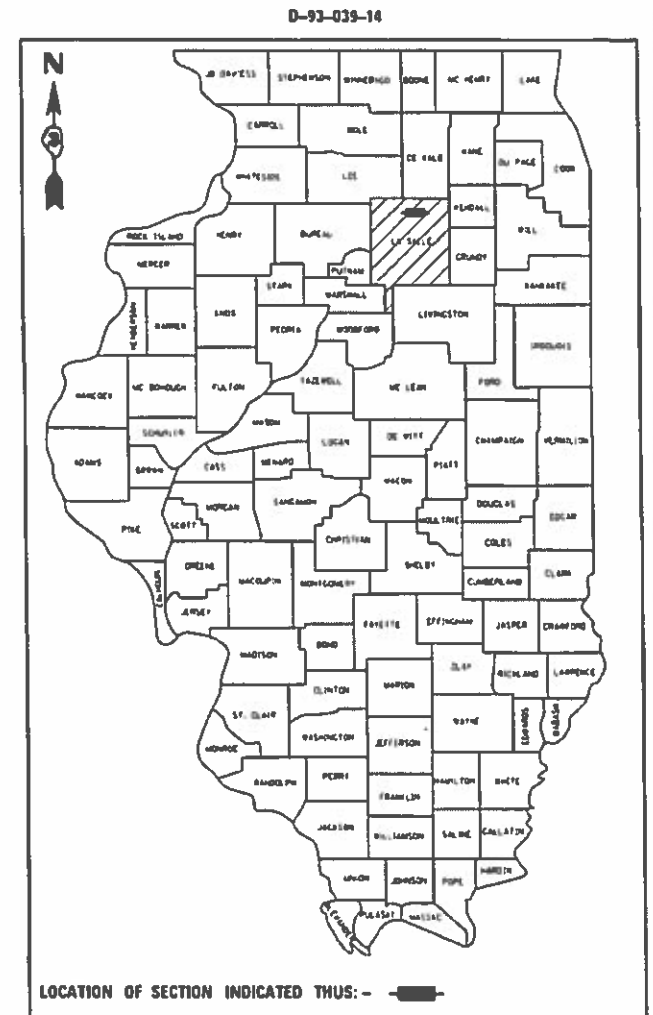 D-93-039-14
N
JO DAVIESS STEPHENSON WINNEBAGO BOONE MC HENRY LAKE
CARROLL OGLE DE KALB KANE DU PAGE COOK
WHITESIDE LEE KENDALL WILL
ROCK ISLAND HENRY BUREAU LA SALLE GRUNDY
MERCER PUTNAM KANKAKEE
HENDERSON WARREN KNOX STARK MARSHALL LIVINGSTON
PEORIA WOODFORD IROQUOIS
HANCOCK MC DONOUGH FULTON TAZEWELL MC LEAN FORD
SCHUYLER MASON LOGAN DE WITT CHAMPAIGN VERMILION
ADAMS BROWN CASS MENARD MACON PIATT
PIKE SCOTT MORGAN SANGAMON CHRISTIAN MOULTRIE DOUGLAS EDGAR
COLES
CALHOUN GREENE MACOUPIN MONTGOMERY SHELBY CUMBERLAND CLARK
JERSEY FAYETTE EFFINGHAM JASPER CRAWFORD
MADISON BOND CLAY RICHLAND LAWRENCE
ST. CLAIR CLINTON MARION WAYNE EDWARDS WABASH
MONROE WASHINGTON JEFFERSON
RANDOLPH PERRY FRANKLIN HAMILTON WHITE
JACKSON WILLIAMSON SALINE GALLATIN
UNION JOHNSON POPE HARDIN
ALEXANDER PULASKI MASSAC
LOCATION OF SECTION INDICATED THUS: -